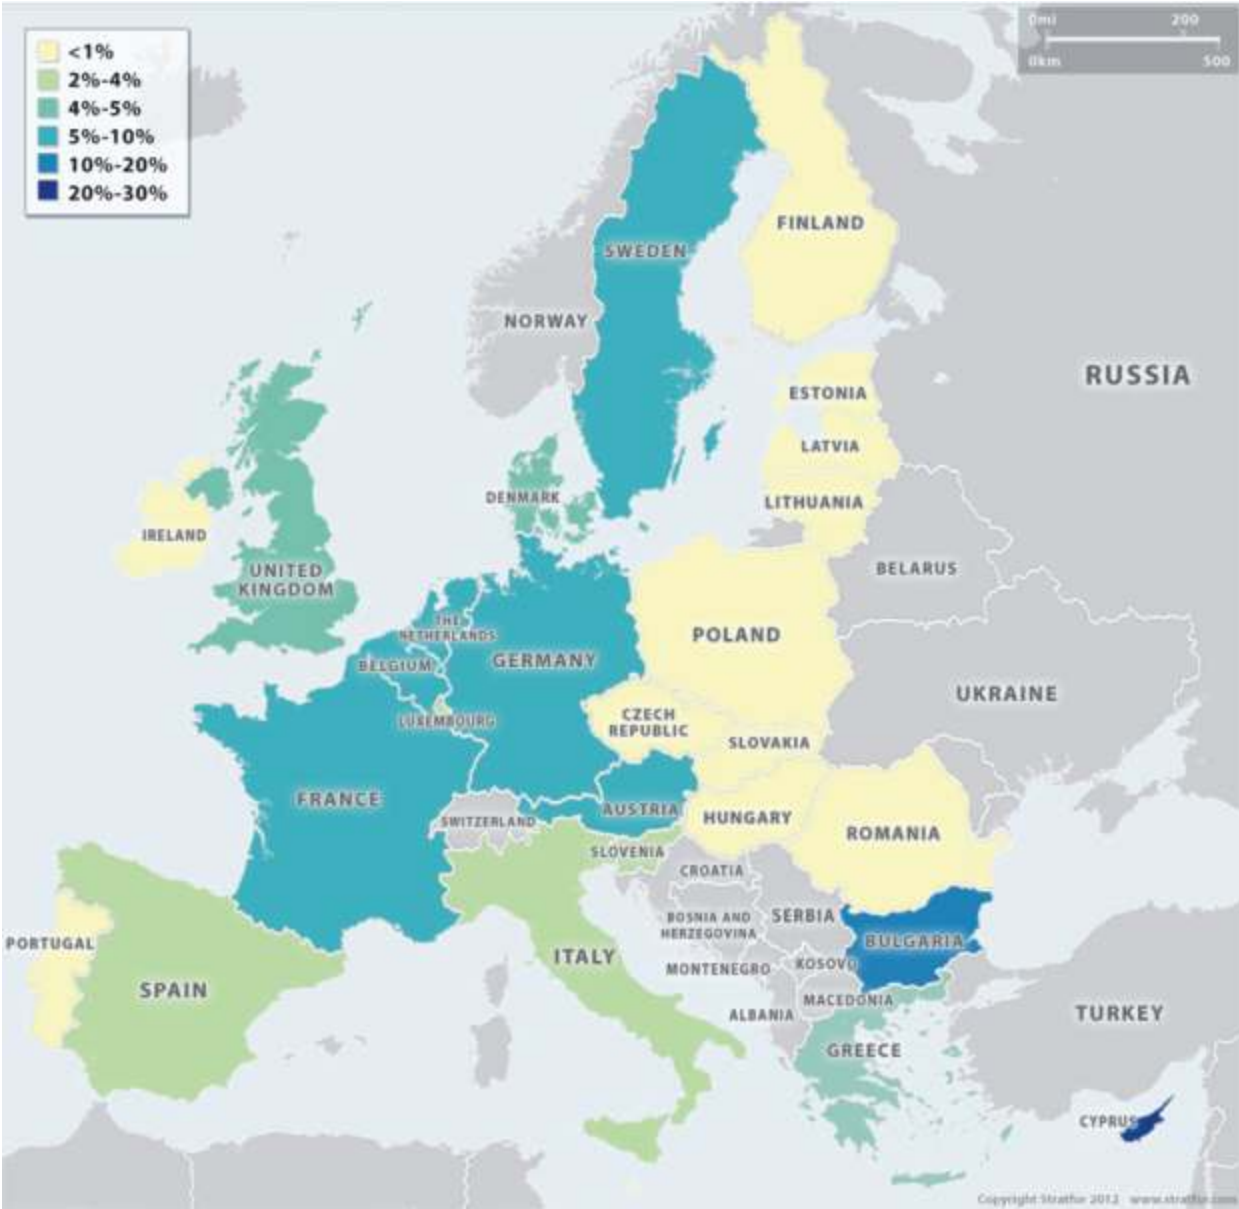 <1%
2%-4%
4%-5%
5%-10%
10%-20%
20%-30%
0mi 200
0km 500
FINLAND
SWEDEN
NORWAY
RUSSIA
ESTONIA
LATVIA
DENMARK
LITHUANIA
IRELAND
UNITED
KINGDOM
BELARUS
THE
NETHERLANDS
POLAND
BELGIUM
GERMANY
UKRAINE
LUXEMBOURG
CZECH
REPUBLIC
SLOVAKIA
FRANCE
AUSTRIA
SWITZERLAND
HUNGARY
ROMANIA
SLOVENIA
CROATIA
BOSNIA AND
HERZEGOVINA
SERBIA
PORTUGAL
BULGARIA
ITALY
MONTENEGRO
KOSOVO
SPAIN
MACEDONIA
ALBANIA
TURKEY
GREECE
CYPRUS
Copyright Stratfor 2012 www.stratfor.com